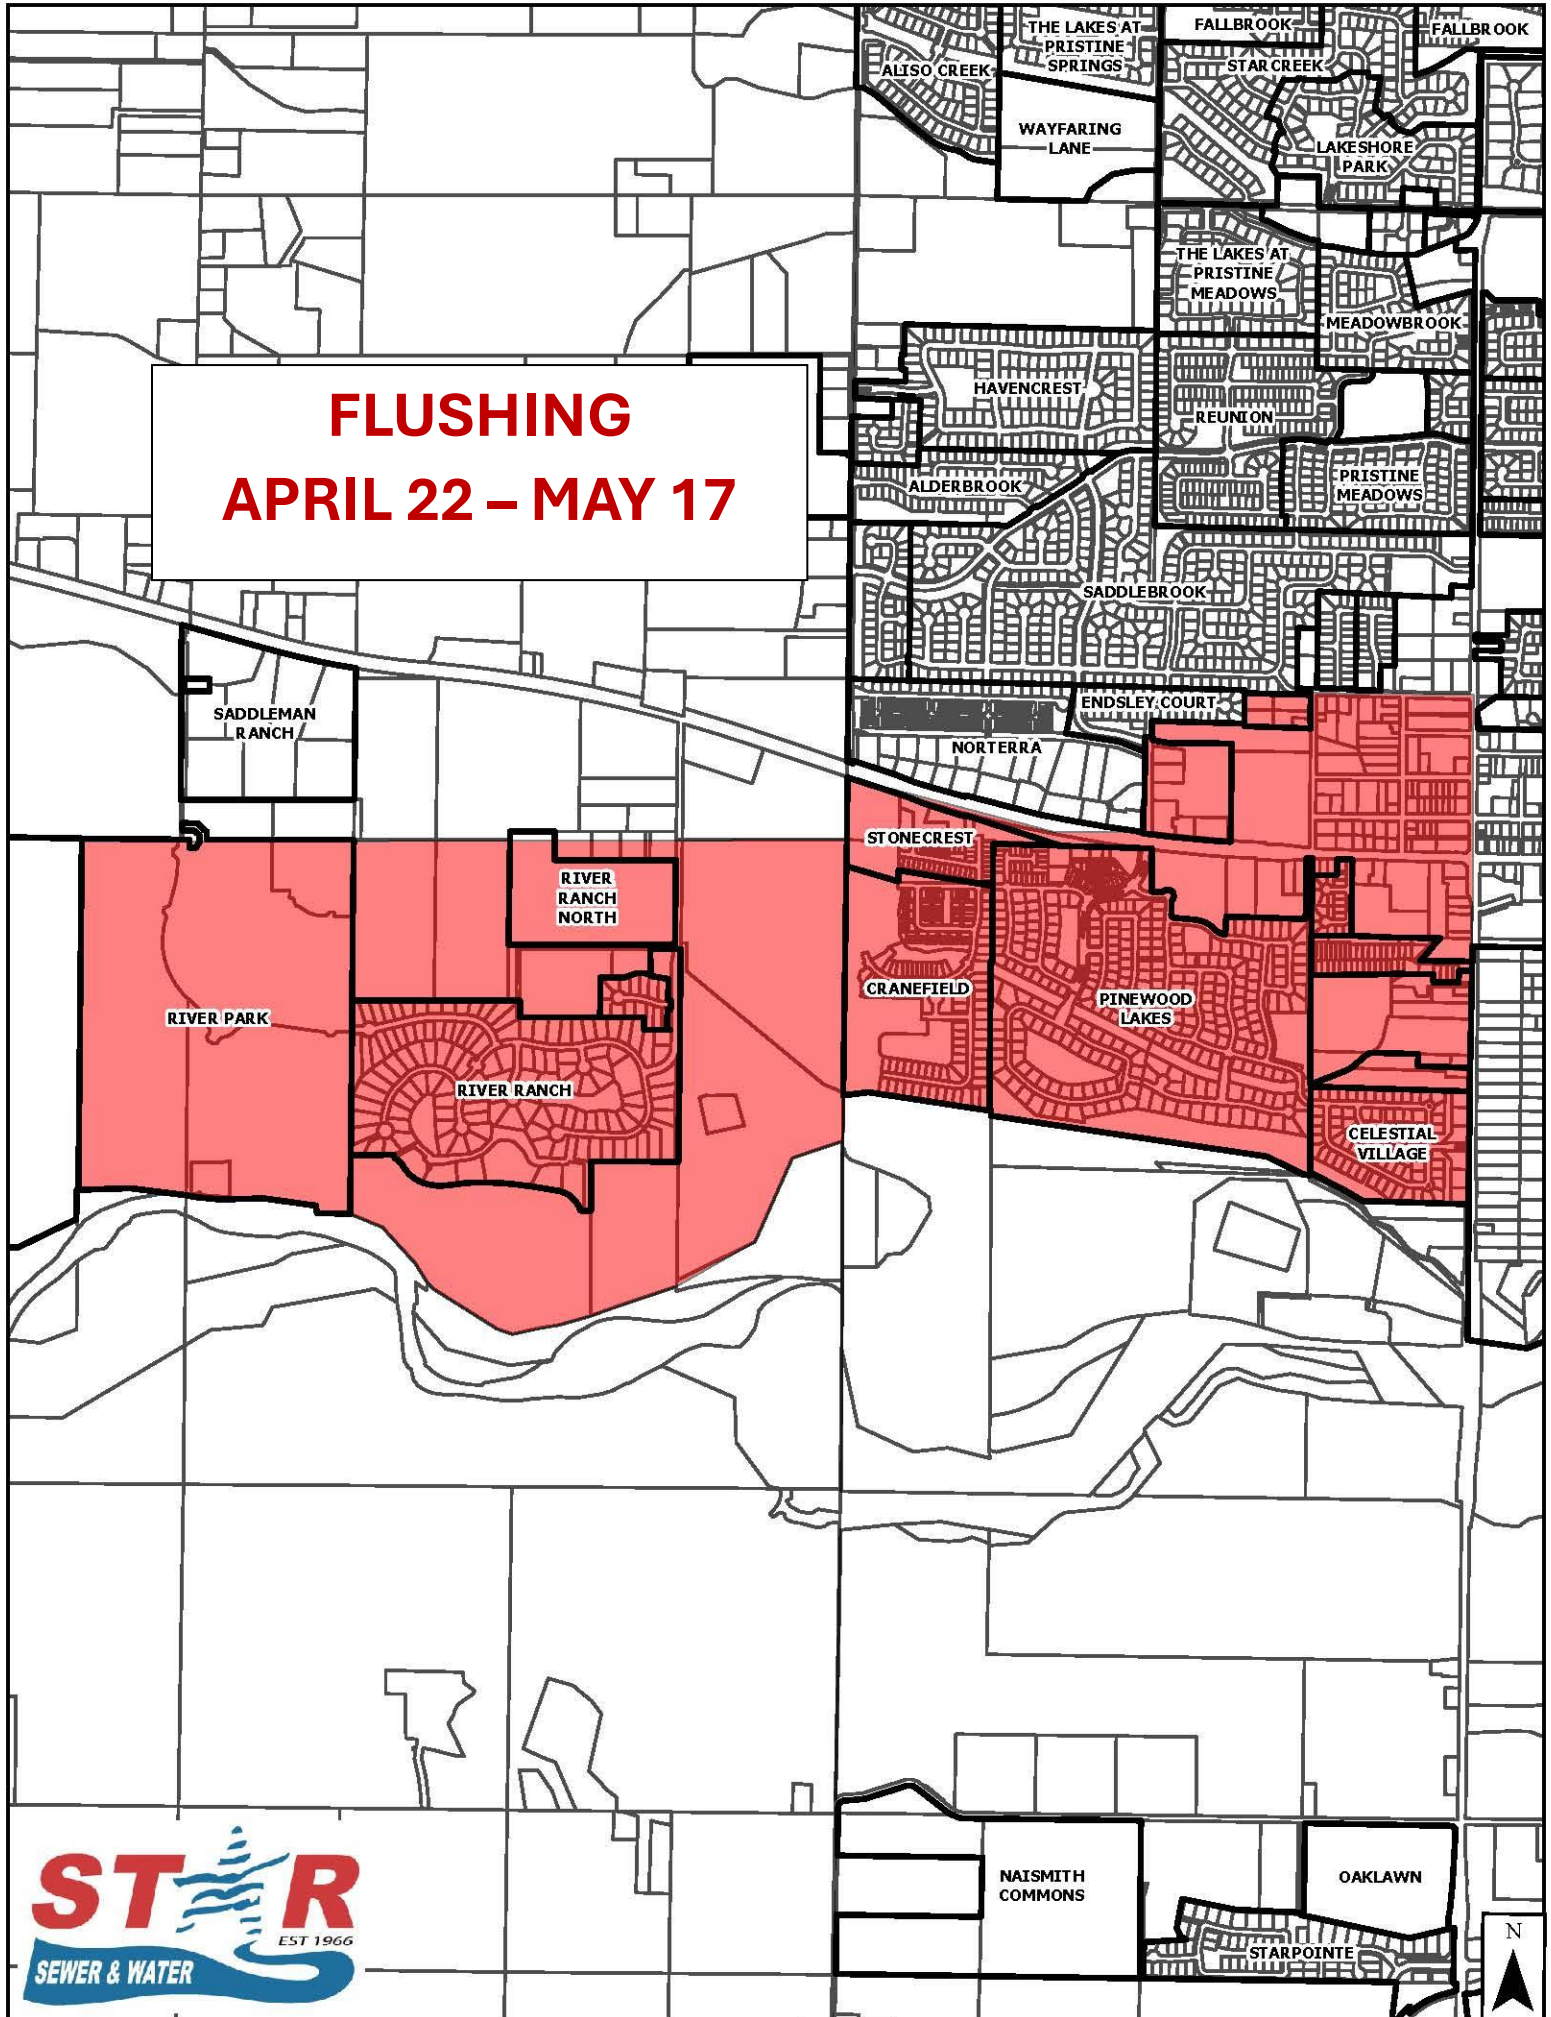 THE LAKES AT
PRISTINE
SPRINGS
FALLBROOK
FALLBROOK
ALISO CREEK
STARCREEK
WAYFARING
LANE
LAKESHORE
PARK
THE LAKES AT
PRISTINE
MEADOWS
MEADOWBROOK
FLUSHING
APRIL 22 – MAY 17
HAVENCREST
REUNION
ALDERBROOK
PRISTINE
MEADOWS
SADDLEBROOK
SADDLEMAN
RANCH
ENDSLEY COURT
NORTERRA
STONECREST
RIVER
RANCH
NORTH
CRANEFIELD
PINEWOOD
LAKES
RIVER PARK
RIVER RANCH
CELESTIAL
VILLAGE
NAISMITH
COMMONS
OAKLAWN
STARPOINTE
STAR
EST 1966
SEWER & WATER
N